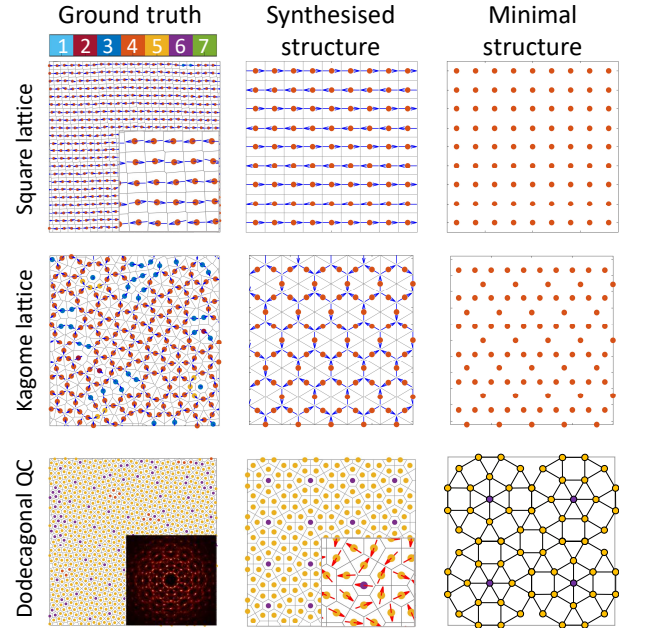 Ground truth
Synthesised
structure
Minimal
structure
1 2 3 4 5 6 7
Square lattice
Kagome lattice
Dodecagonal QC